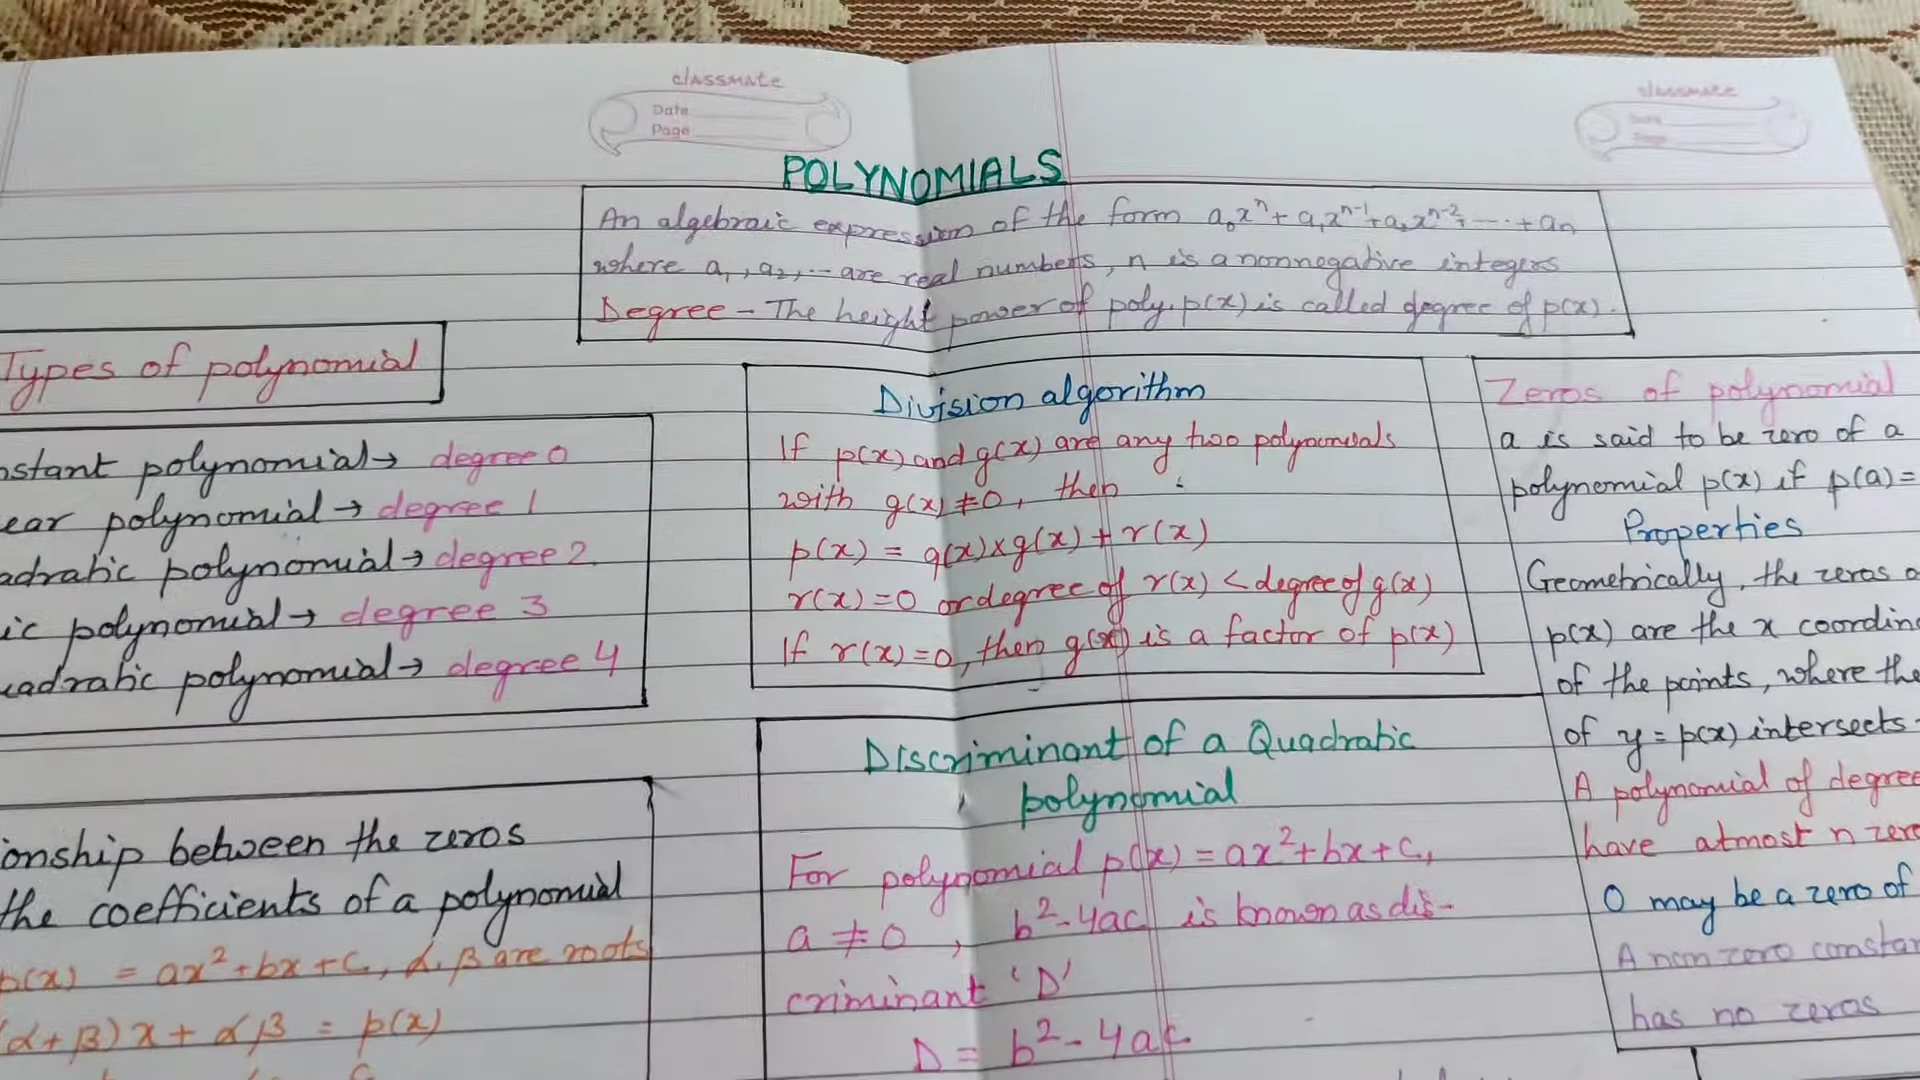 classmate
Date
Page
classmate
Date
Page
POLYNOMIALS
An algebraic expression of the form a₀xⁿ + a₁xⁿ⁻¹ + a₂xⁿ⁻² + ---- + aₙ
where a₁, a₂, -- are real numbers, n is a nonnegative integers
Degree - The height power of poly. p(x) is called degree of p(x).
Types of polynomial
nstant polynomial → degree 0
ear polynomial → degree 1
adratic polynomial → degree 2
ic polynomial → degree 3
uadratic polynomial → degree 4
onship between the zeros
the coefficients of a polynomial
p(x) = ax² + bx + c, α, β are roots
(α + β) x + αβ = p(x)
Division algorithm
If p(x) and g(x) are any two polynomials
with g(x) ≠ 0, then
p(x) = q(x) × g(x) + r(x)
r(x) = 0 or degree of r(x) < degree of g(x)
If r(x) = 0, then g(x) is a factor of p(x)
Discriminant of a Quadratic
polynomial
For polynomial p(x) = ax² + bx + c,
a ≠ 0, b² - 4ac is known as dis-
criminant 'D'
D = b² - 4ac
Zeros of polynomial
a is said to be zero of a
polynomial p(x) if p(a) =
Properties
Geometrically, the zeros o
p(x) are the x coordin
of the points, where the
of y = p(x) intersects
A polynomial of degree
have atmost n zero
0 may be a zero of
A non zero constan
has no zeros